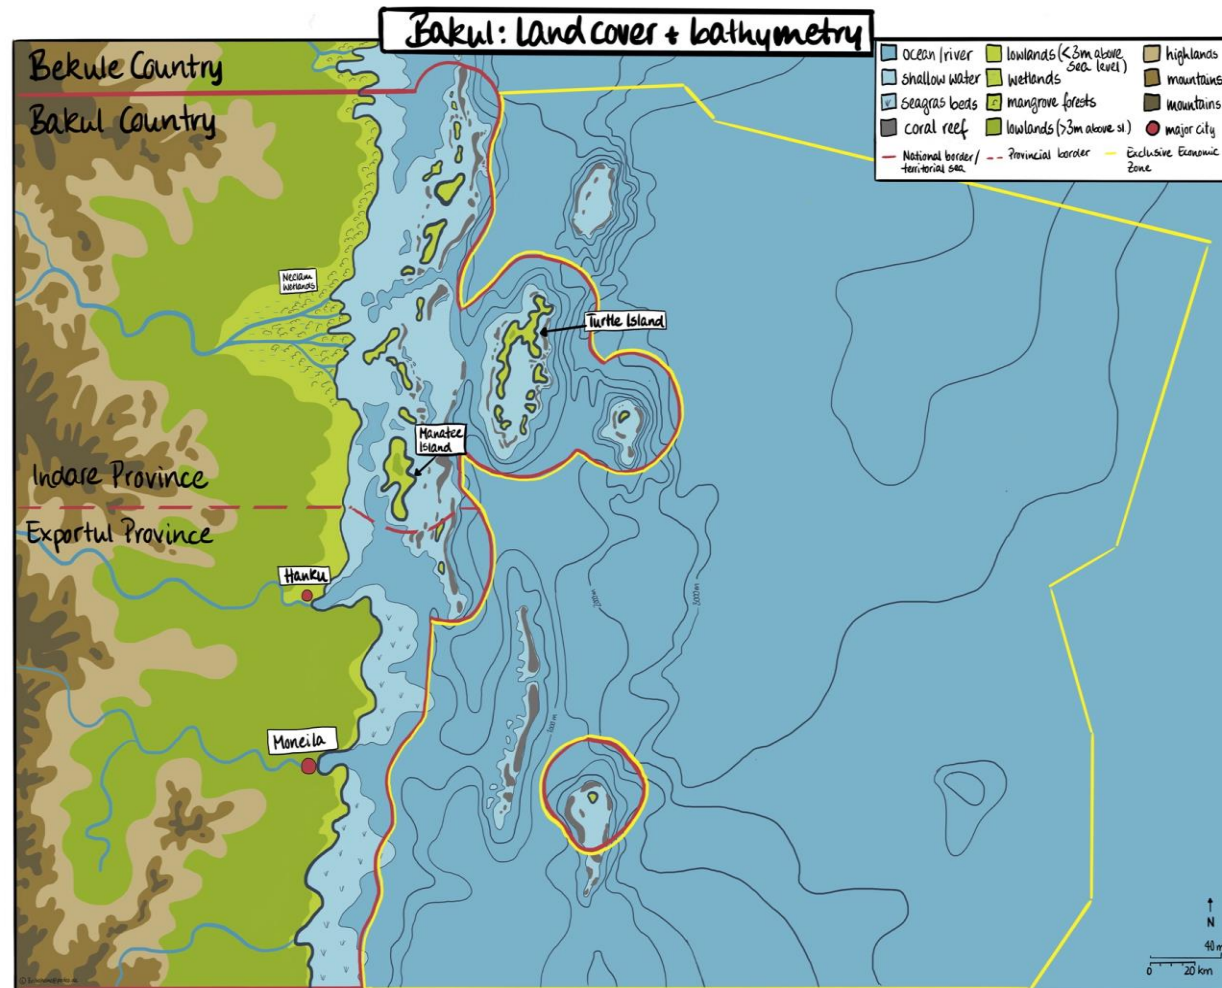 Bakul: Land cover + bathymetry
Bekule Country
Bakul Country
ocean/river
shallow water
Seagras beds
coral reef
lowlands (<3m above
sea level)
wetlands
mangrove forests
lowlands (>3m above sl.)
highlands
mountains
mountains
major city
National border/
territorial sea
Provincial border
Exclusive Economic
Zone
Neclam
Wetlands
Turtle Island
Manatee
Island
Indare Province
Exportul Province
Hanku
Moneila
N
0 20 km